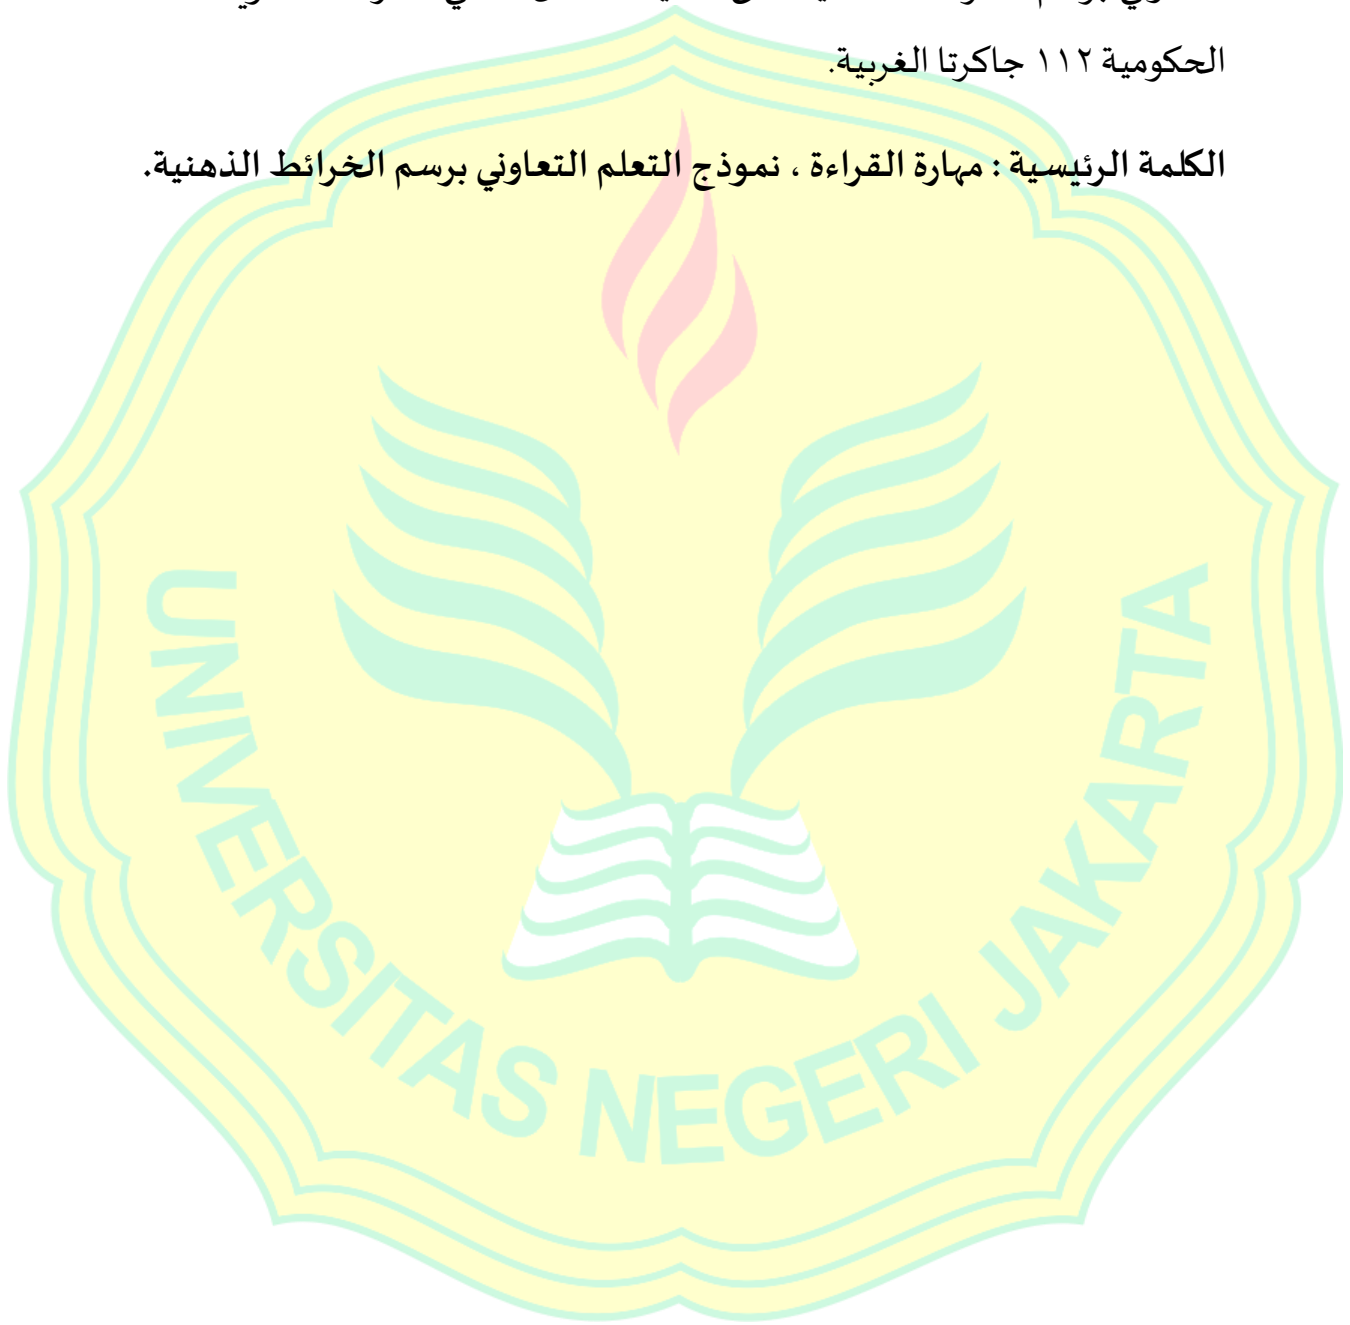 الحكومية ١١٢ جاكرتا الغربية.
الكلمة الرئيسية : مهارة القراءة ، نموذج التعلم التعاوني برسم الخرائط الذهنية.
UNIVERSITAS NEGERI JAKARTA